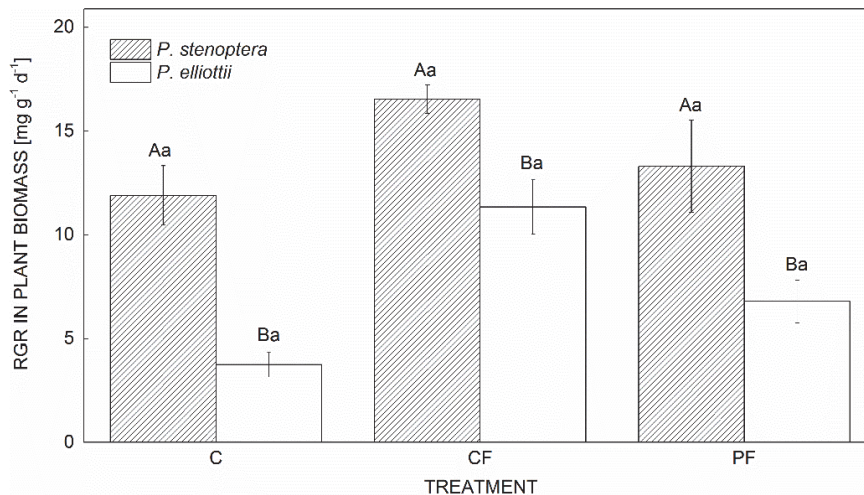 RGR IN PLANT BIOMASS [mg g⁻¹ d⁻¹]
20
15
10
5
0
P. stenoptera
P. elliottii
Aa
Ba
Aa
Ba
Aa
Ba
C
CF
PF
TREATMENT